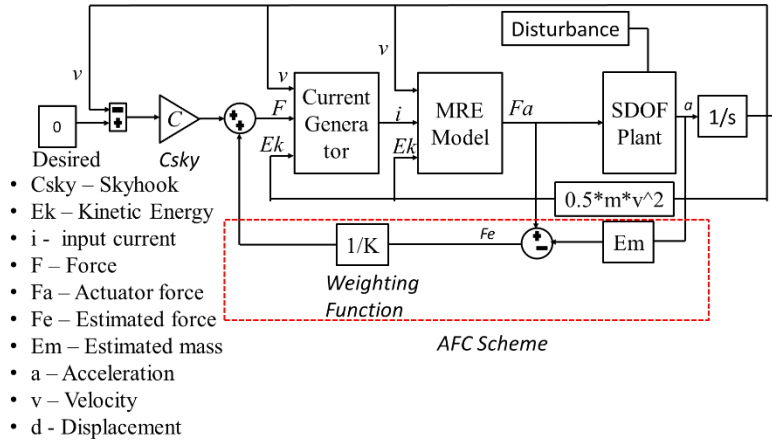 Disturbance
v
v
v
v
F
Ek
Current
Genera
tor
i
Ek
MRE
Model
Fa
SDOF
Plant
a
1/s
0
C
Desired
Csky
0.5*m*v^2
Fe
1/K
Em
Weighting
Function
AFC Scheme
• Csky – Skyhook
• Ek – Kinetic Energy
• i - input current
• F – Force
• Fa – Actuator force
• Fe – Estimated force
• Em – Estimated mass
• a – Acceleration
• v – Velocity
• d - Displacement